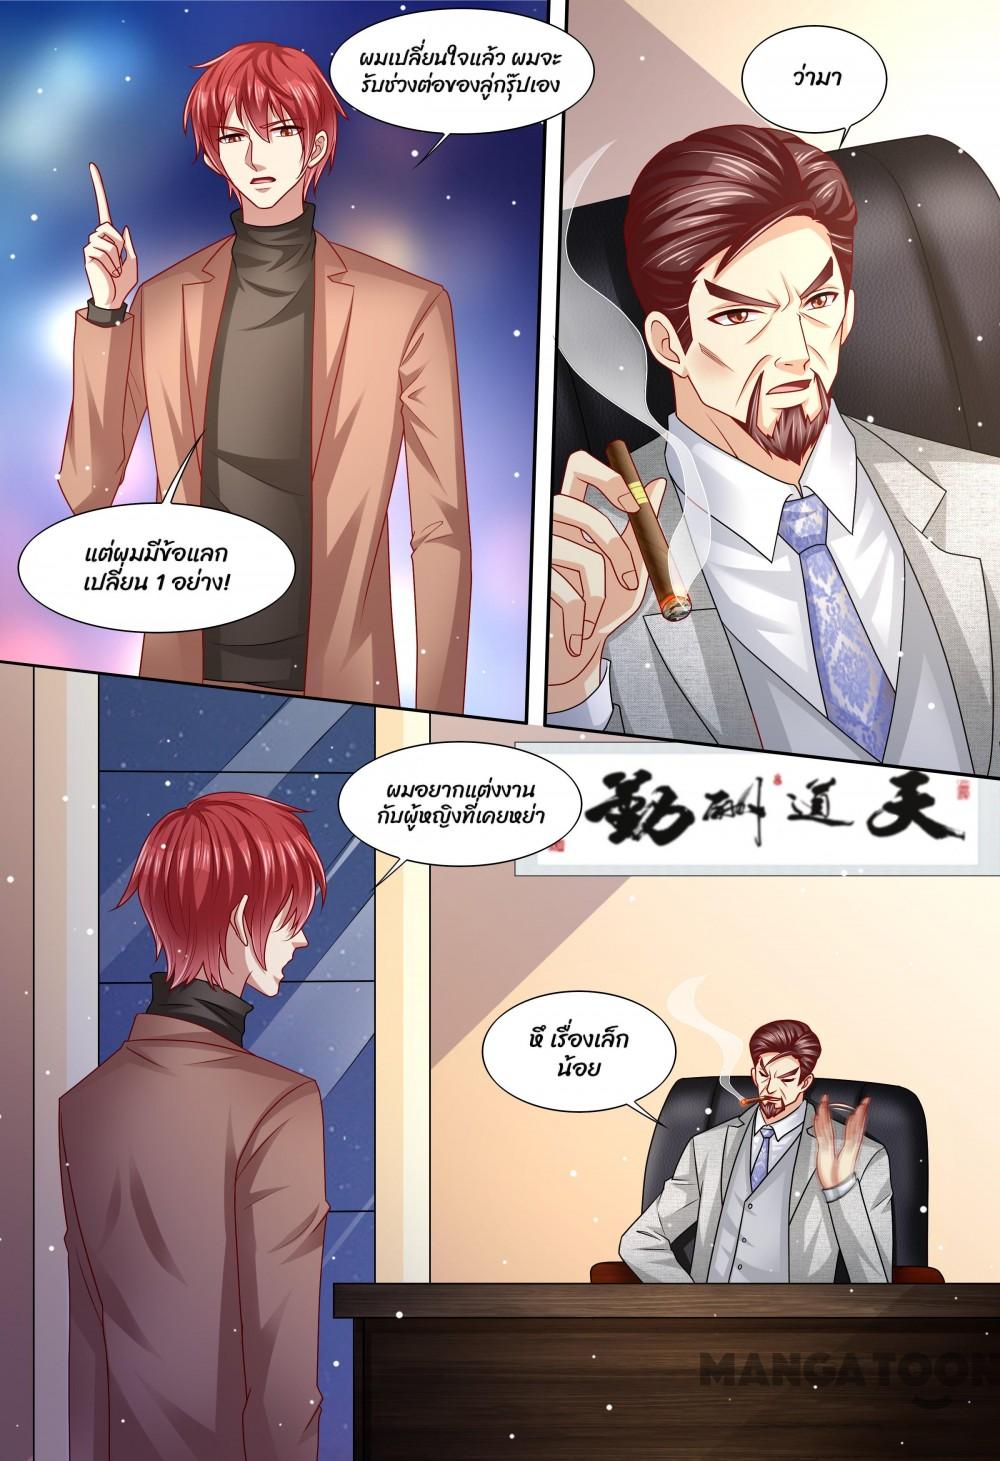 ผมเปลี่ยนใจแล้ว ผมจะ
รับช่วงต่อของลู่กรุ๊ปเอง
ว่ามา
แต่ผมมีข้อแลก
เปลี่ยน 1 อย่าง!
ผมอยากแต่งงาน
กับผู้หญิงที่เคยหย่า
勤酬道天
หึ เรื่องเล็ก
น้อย
MANGATOON